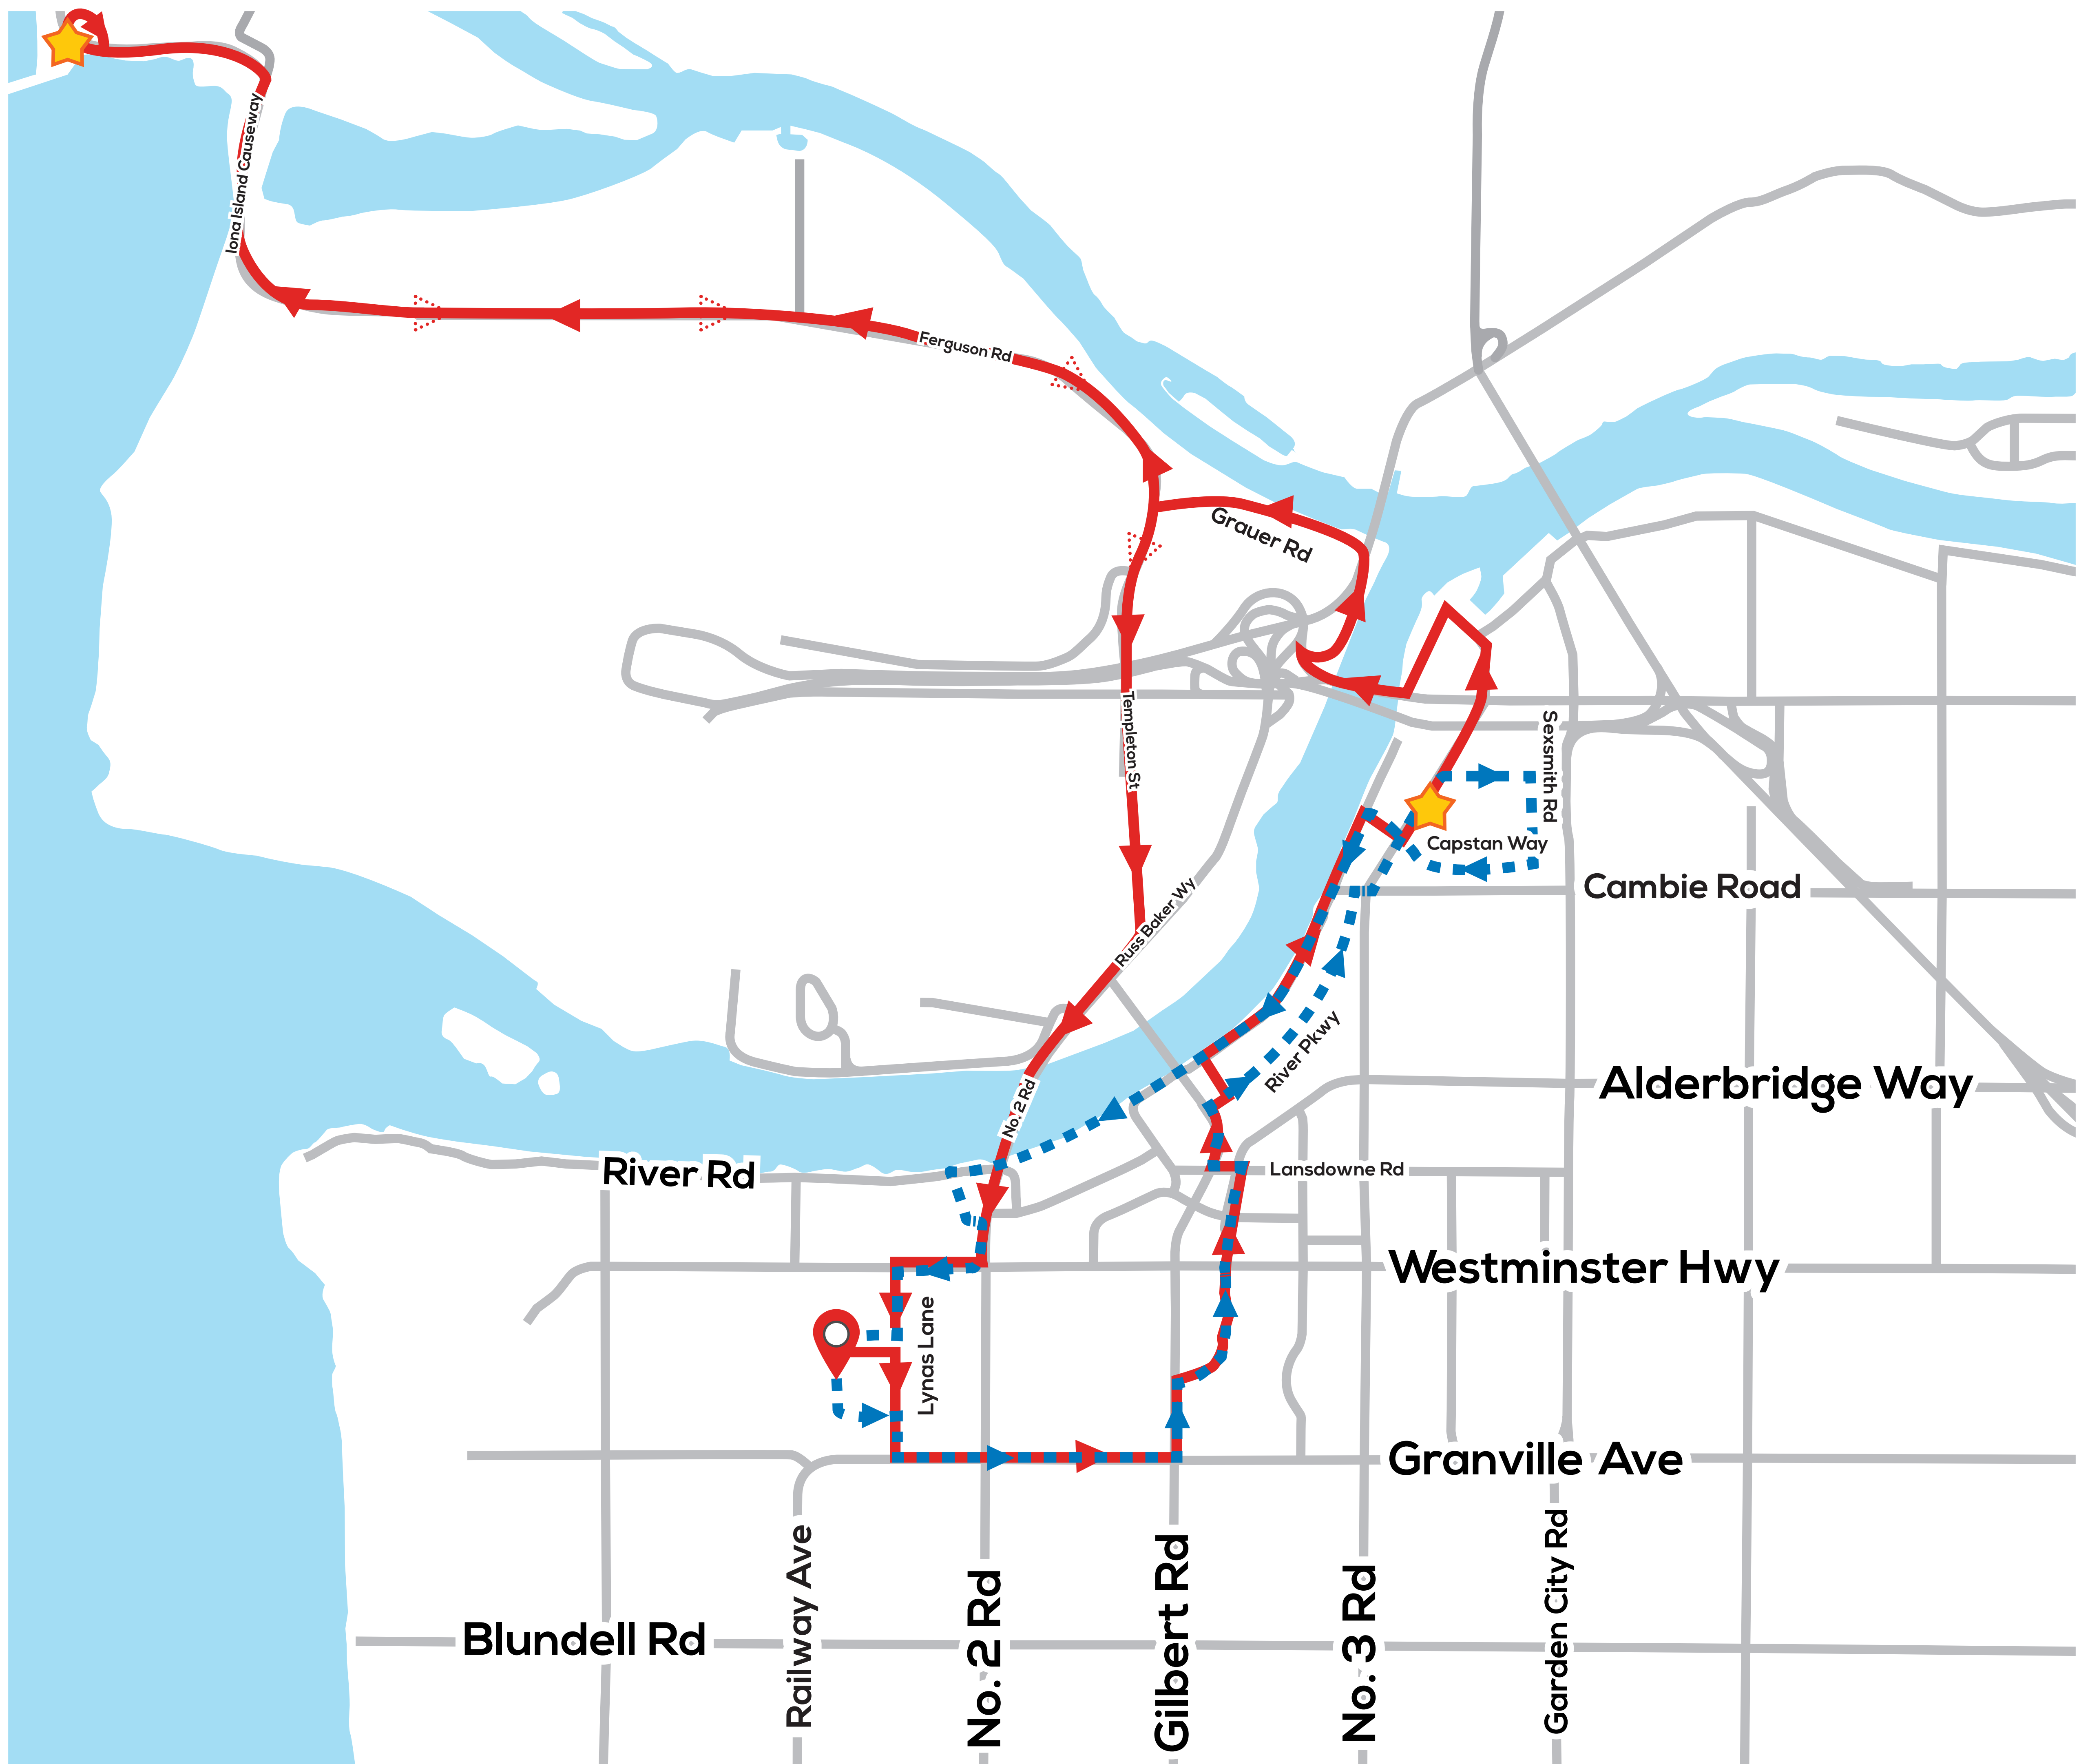 Iona Island Causeway
Ferguson Rd
Grauer Rd
Templeton St
Sexsmith Rd
Capstan Way
Cambie Road
Russ Baker Wy
River Pkwy
No. 2 Rd
Alderbridge Way
River Rd
Lansdowne Rd
Westminster Hwy
Lynas Lane
Granville Ave
Blundell Rd
Railway Ave
No. 2 Rd
Gilbert Rd
No. 3 Rd
Garden City Rd